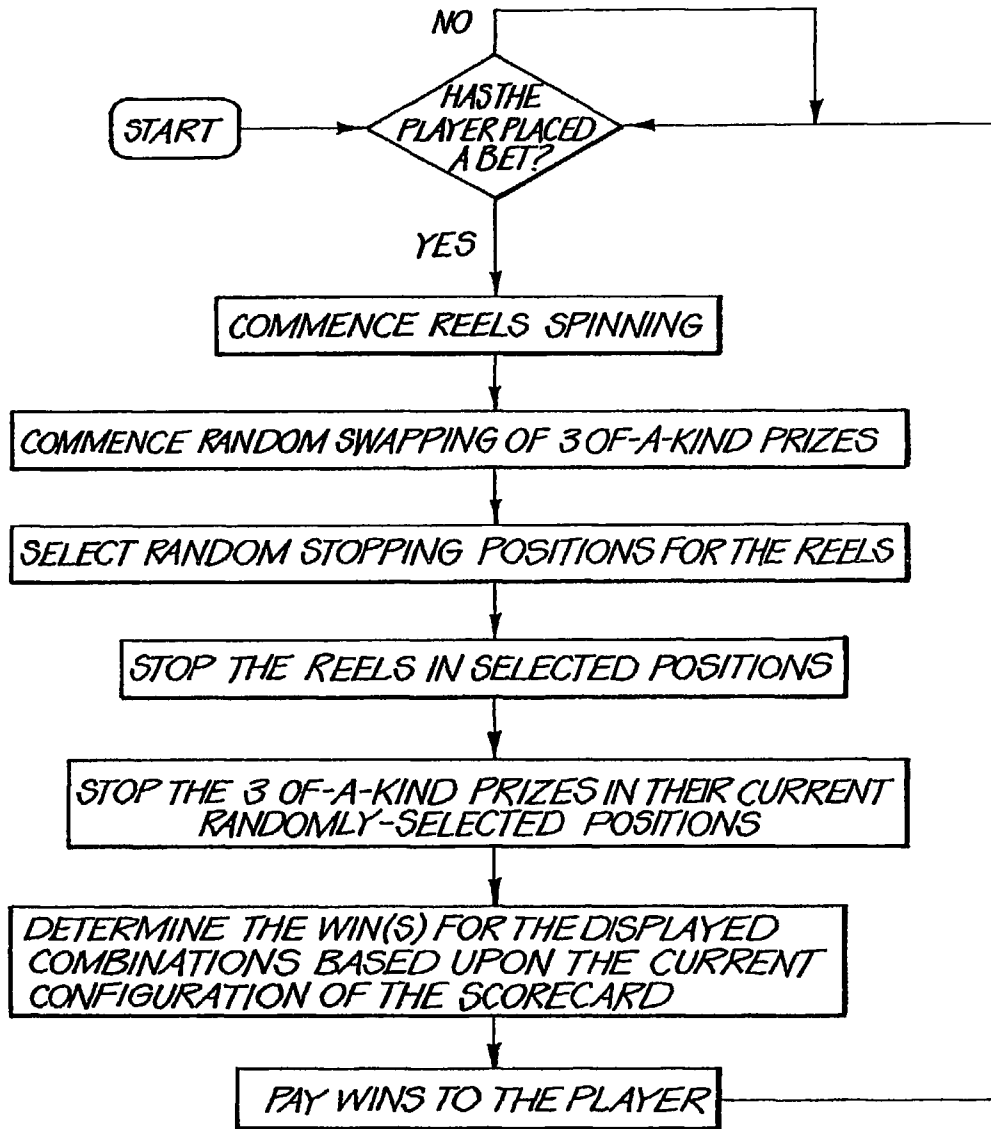 NO
START
HAS THE
PLAYER PLACED
A BET?
YES
COMMENCE REELS SPINNING
COMMENCE RANDOM SWAPPING OF 3 OF-A-KIND PRIZES
SELECT RANDOM STOPPING POSITIONS FOR THE REELS
STOP THE REELS IN SELECTED POSITIONS
STOP THE 3 OF-A-KIND PRIZES IN THEIR CURRENT
RANDOMLY-SELECTED POSITIONS
DETERMINE THE WIN(S) FOR THE DISPLAYED
COMBINATIONS BASED UPON THE CURRENT
CONFIGURATION OF THE SCORECARD
PAY WINS TO THE PLAYER